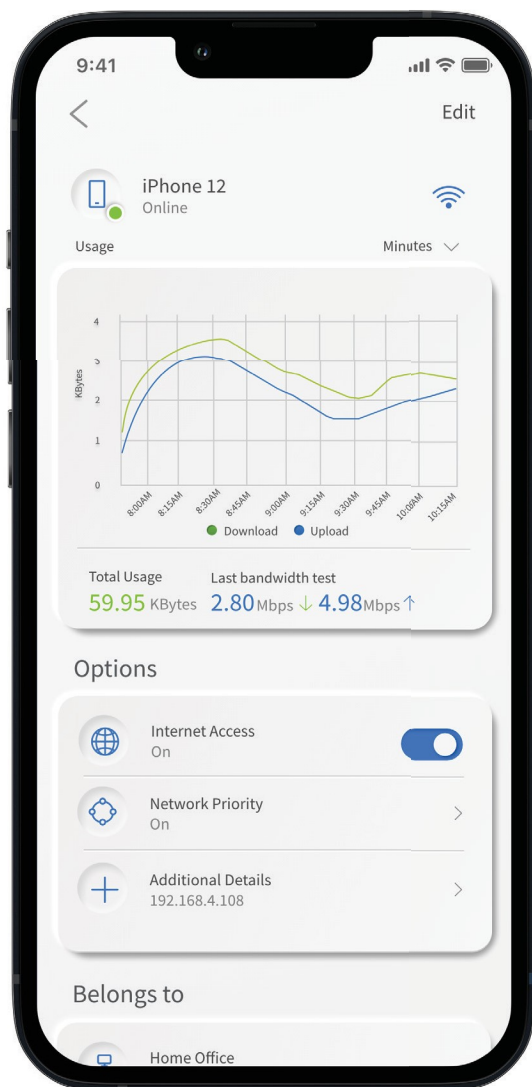 9:41
Edit
iPhone 12
Online
Usage
Minutes
4
3
2
1
0
KBytes
8:00AM 8:15AM 8:30AM 8:45AM 9:00AM 9:15AM 9:30AM 9:45AM 10:00AM 10:15AM
Download Upload
Total Usage Last bandwidth test
59.95 KBytes 2.80 Mbps ↓ 4.98 Mbps ↑
Options
Internet Access
On
Network Priority
On
Additional Details
192.168.4.108
Belongs to
Home Office